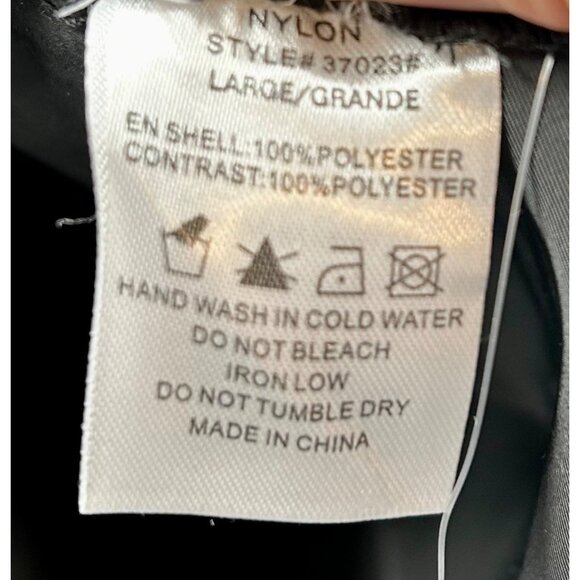 NYLON
STYLE# 37023#
LARGE/GRANDE
EN SHELL:100%POLYESTER
CONTRAST:100%POLYESTER
HAND WASH IN COLD WATER
DO NOT BLEACH
IRON LOW
DO NOT TUMBLE DRY
MADE IN CHINA